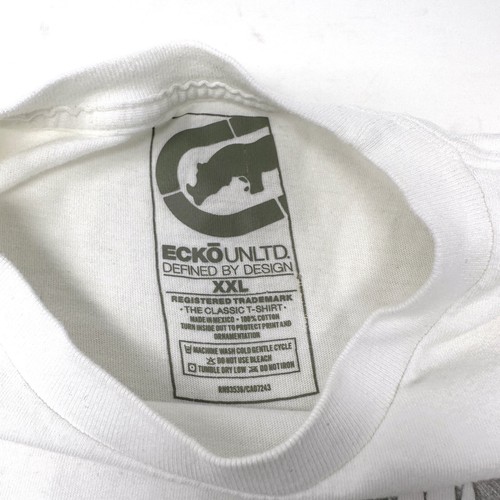 ECKŌUNLTD.
DEFINED BY DESIGN
XXL
REGISTERED TRADEMARK
• THE CLASSIC T-SHIRT •
MADE IN MEXICO • 100% COTTON
TURN INSIDE OUT TO PROTECT PRINT AND
ORNAMENTATION
MACHINE WASH COLD GENTLE CYCLE
DO NOT USE BLEACH
TUMBLE DRY LOW DO NOT IRON
RN93536/CA07243